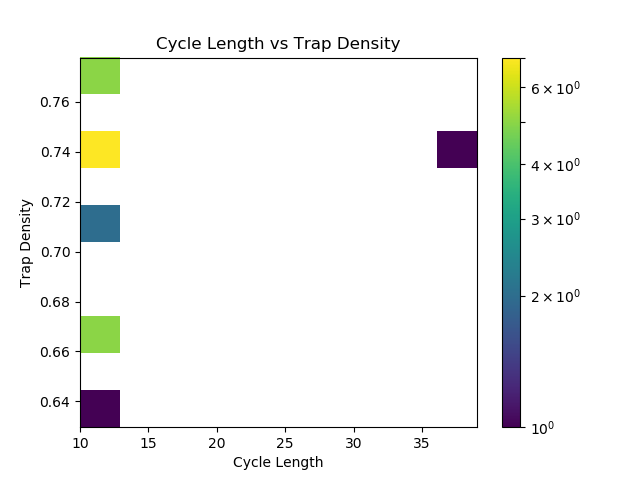 Cycle Length vs Trap Density
Trap Density
0.76
0.74
0.72
0.70
0.68
0.66
0.64
10 15 20 25 30 35
Cycle Length
6 × 10⁰
4 × 10⁰
3 × 10⁰
2 × 10⁰
10⁰